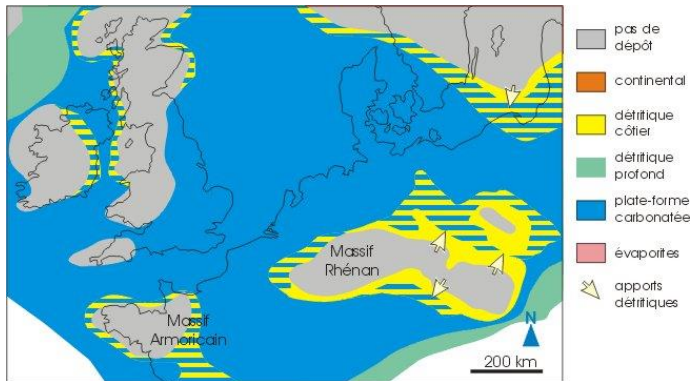 Massif
Rhénan
Massif
Armoricain
N
200 km
pas de
dépôt
continental
détritique
côtier
détritique
profond
plate-forme
carbonatée
évaporites
apports
détritiques